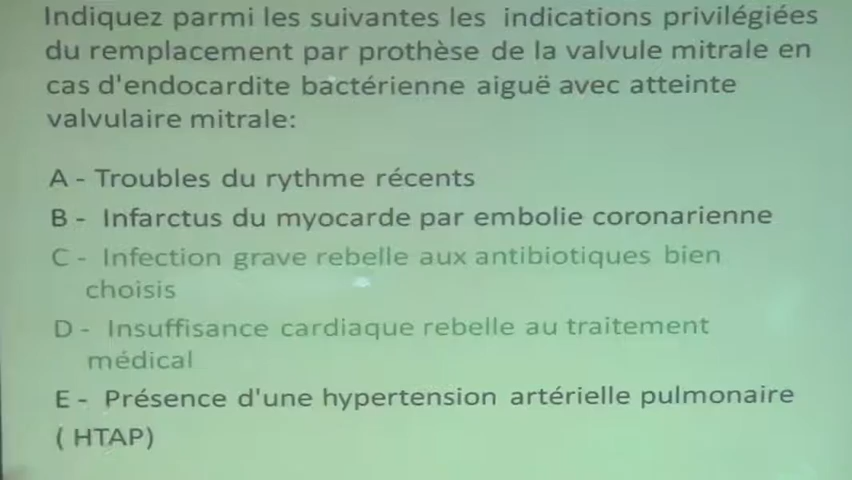 Indiquez parmi les suivantes les indications privilégiées
du remplacement par prothèse de la valvule mitrale en
cas d'endocardite bactérienne aiguë avec atteinte
valvulaire mitrale:
A - Troubles du rythme récents
B - Infarctus du myocarde par embolie coronarienne
C - Infection grave rebelle aux antibiotiques bien
choisis
D - Insuffisance cardiaque rebelle au traitement
médical
E - Présence d'une hypertension artérielle pulmonaire
( HTAP)